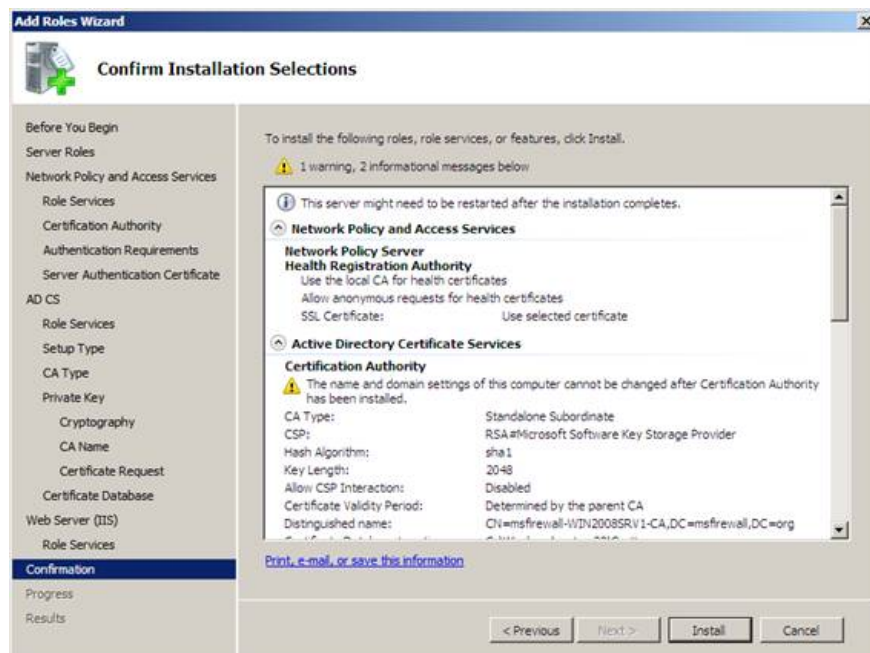 Add Roles Wizard
Confirm Installation Selections
Before You Begin
Server Roles
Network Policy and Access Services
Role Services
Certification Authority
Authentication Requirements
Server Authentication Certificate
AD CS
Role Services
Setup Type
CA Type
Private Key
Cryptography
CA Name
Certificate Request
Certificate Database
Web Server (IIS)
Role Services
Confirmation
Progress
Results
To install the following roles, role services, or features, click Install.
1 warning, 2 informational messages below
This server might need to be restarted after the installation completes.
Network Policy and Access Services
Network Policy Server
Health Registration Authority
Use the local CA for health certificates
Allow anonymous requests for health certificates
SSL Certificate: Use selected certificate
Active Directory Certificate Services
Certification Authority
The name and domain settings of this computer cannot be changed after Certification Authority
has been installed.
CA Type: Standalone Subordinate
CSP: RSA#Microsoft Software Key Storage Provider
Hash Algorithm: sha1
Key Length: 2048
Allow CSP Interaction: Disabled
Certificate Validity Period: Determined by the parent CA
Distinguished name: CN=msfirewall-WIN2008SRV1-CA,DC=msfirewall,DC=org
Print, e-mail, or save this information
< Previous
Next >
Install
Cancel